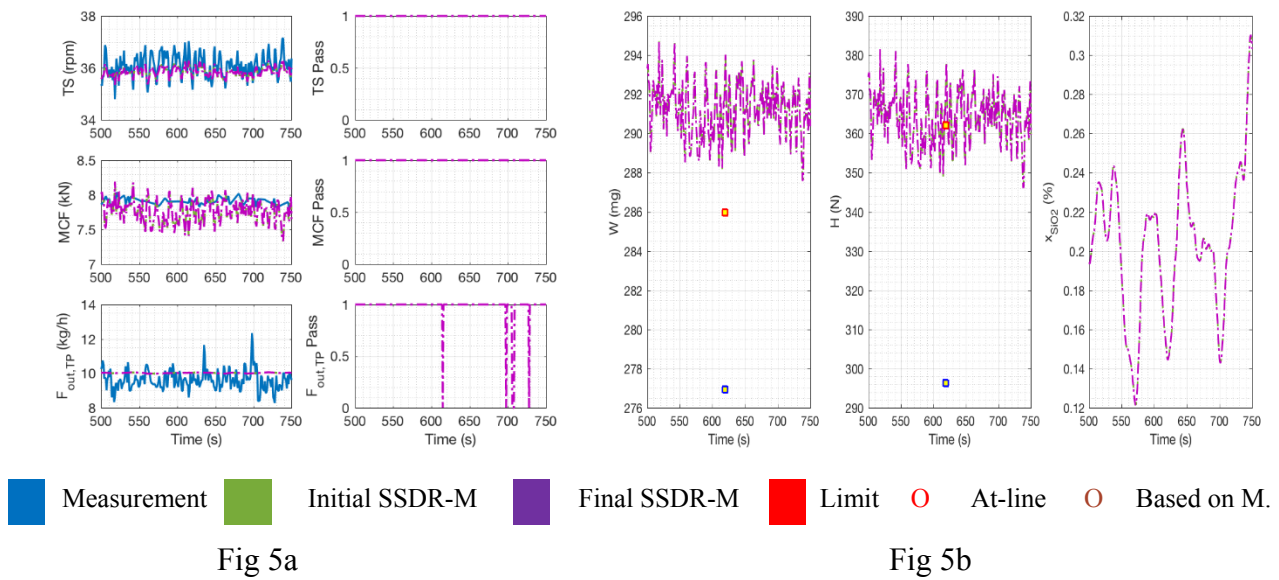 TS (rpm)
38
36
34
500 550 600 650 700 750
TS Pass
1
0.5
0
500 550 600 650 700 750
MCF (kN)
8.5
8
7.5
7
500 550 600 650 700 750
MCF Pass
1
0.5
0
500 550 600 650 700 750
F_out,TP (kg/h)
14
12
10
8
500 550 600 650 700 750
Time (s)
F_out,TP Pass
1
0.5
0
500 550 600 650 700 750
Time (s)
W (mg)
296
294
292
290
288
286
284
282
280
278
276
500 550 600 650 700 750
Time (s)
H (N)
390
380
370
360
350
340
330
320
310
300
290
500 550 600 650 700 750
Time (s)
x_SiO2 (%)
0.32
0.3
0.28
0.26
0.24
0.22
0.2
0.18
0.16
0.14
0.12
500 550 600 650 700 750
Time (s)
Measurement Initial SSDR-M Final SSDR-M Limit O At-line O Based on M.
Fig 5a Fig 5b